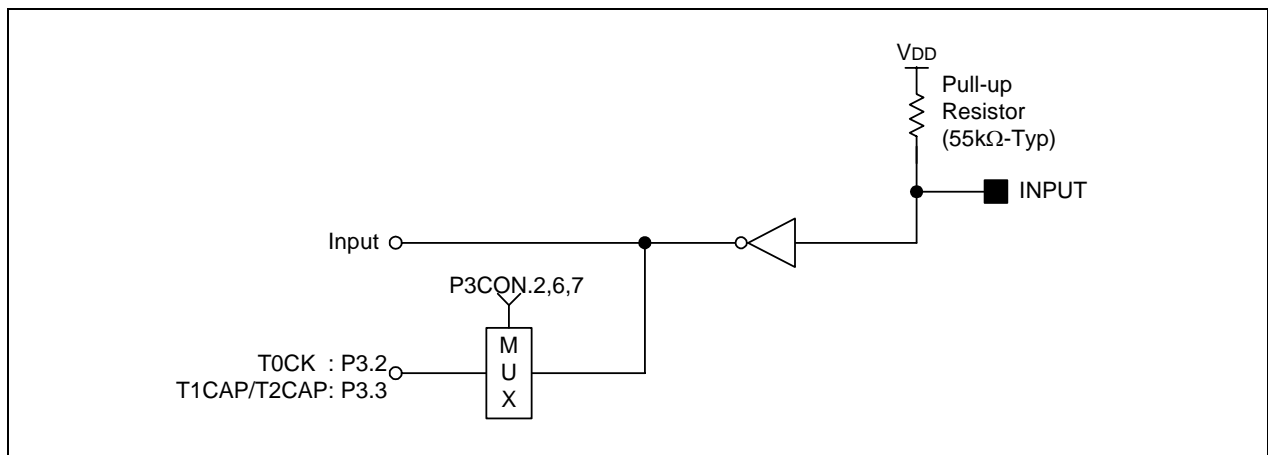 VDD
Pull-up
Resistor
(55kΩ-Typ)
INPUT
Input
P3CON.2,6,7
M
U
X
T0CK : P3.2
T1CAP/T2CAP: P3.3